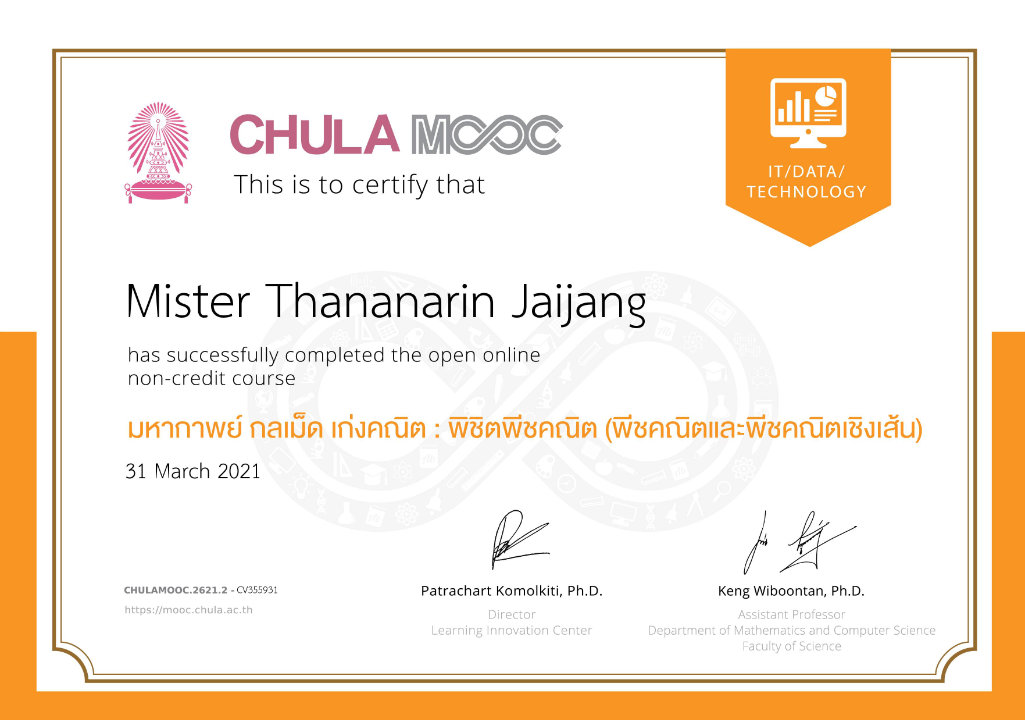 CHULA MOOC
This is to certify that
IT/DATA/
TECHNOLOGY
Mister Thananarin Jaijang
has successfully completed the open online
non-credit course
มหากาพย์ กลเม็ด เก่งคณิต : พิชิตพีชคณิต (พีชคณิตและพีชคณิตเชิงเส้น)
31 March 2021
CHULAMOOC.2621.2 - CV355931
https://mooc.chula.ac.th
Patrachart Komolkiti, Ph.D.
Director
Learning Innovation Center
Keng Wiboontan, Ph.D.
Assistant Professor
Department of Mathematics and Computer Science
Faculty of Science